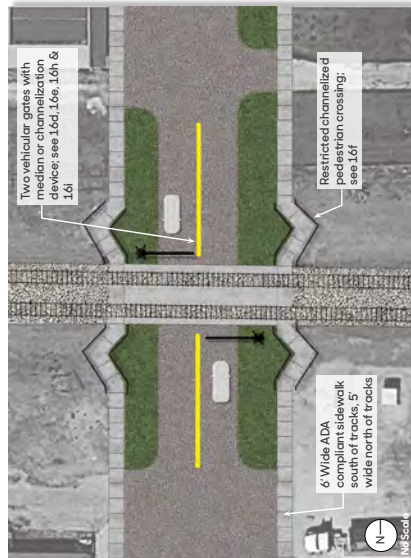 Two vehicular gates with
median or channelization
device; see 16d, 16e, 16h &
16i
Restricted channelized
pedestrian crossing;
see 16f
6' Wide ADA
compliant sidewalk
south of tracks, 5'
wide north of tracks
N
No Scale